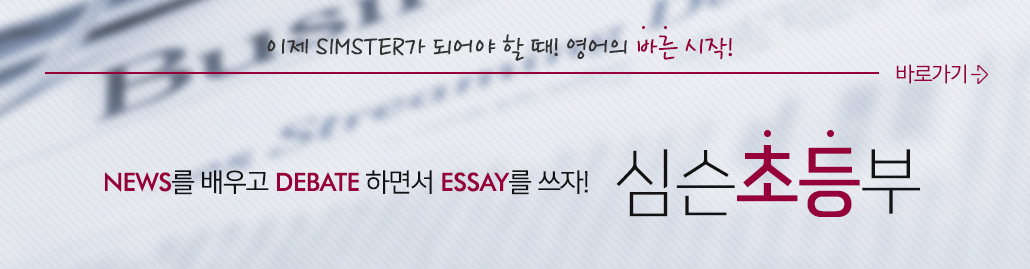 이제 SIMSTER가 되어야 할 때! 영어의 바른 시작!
바로가기
NEWS를 배우고 DEBATE 하면서 ESSAY를 쓰자!
심슨초등부